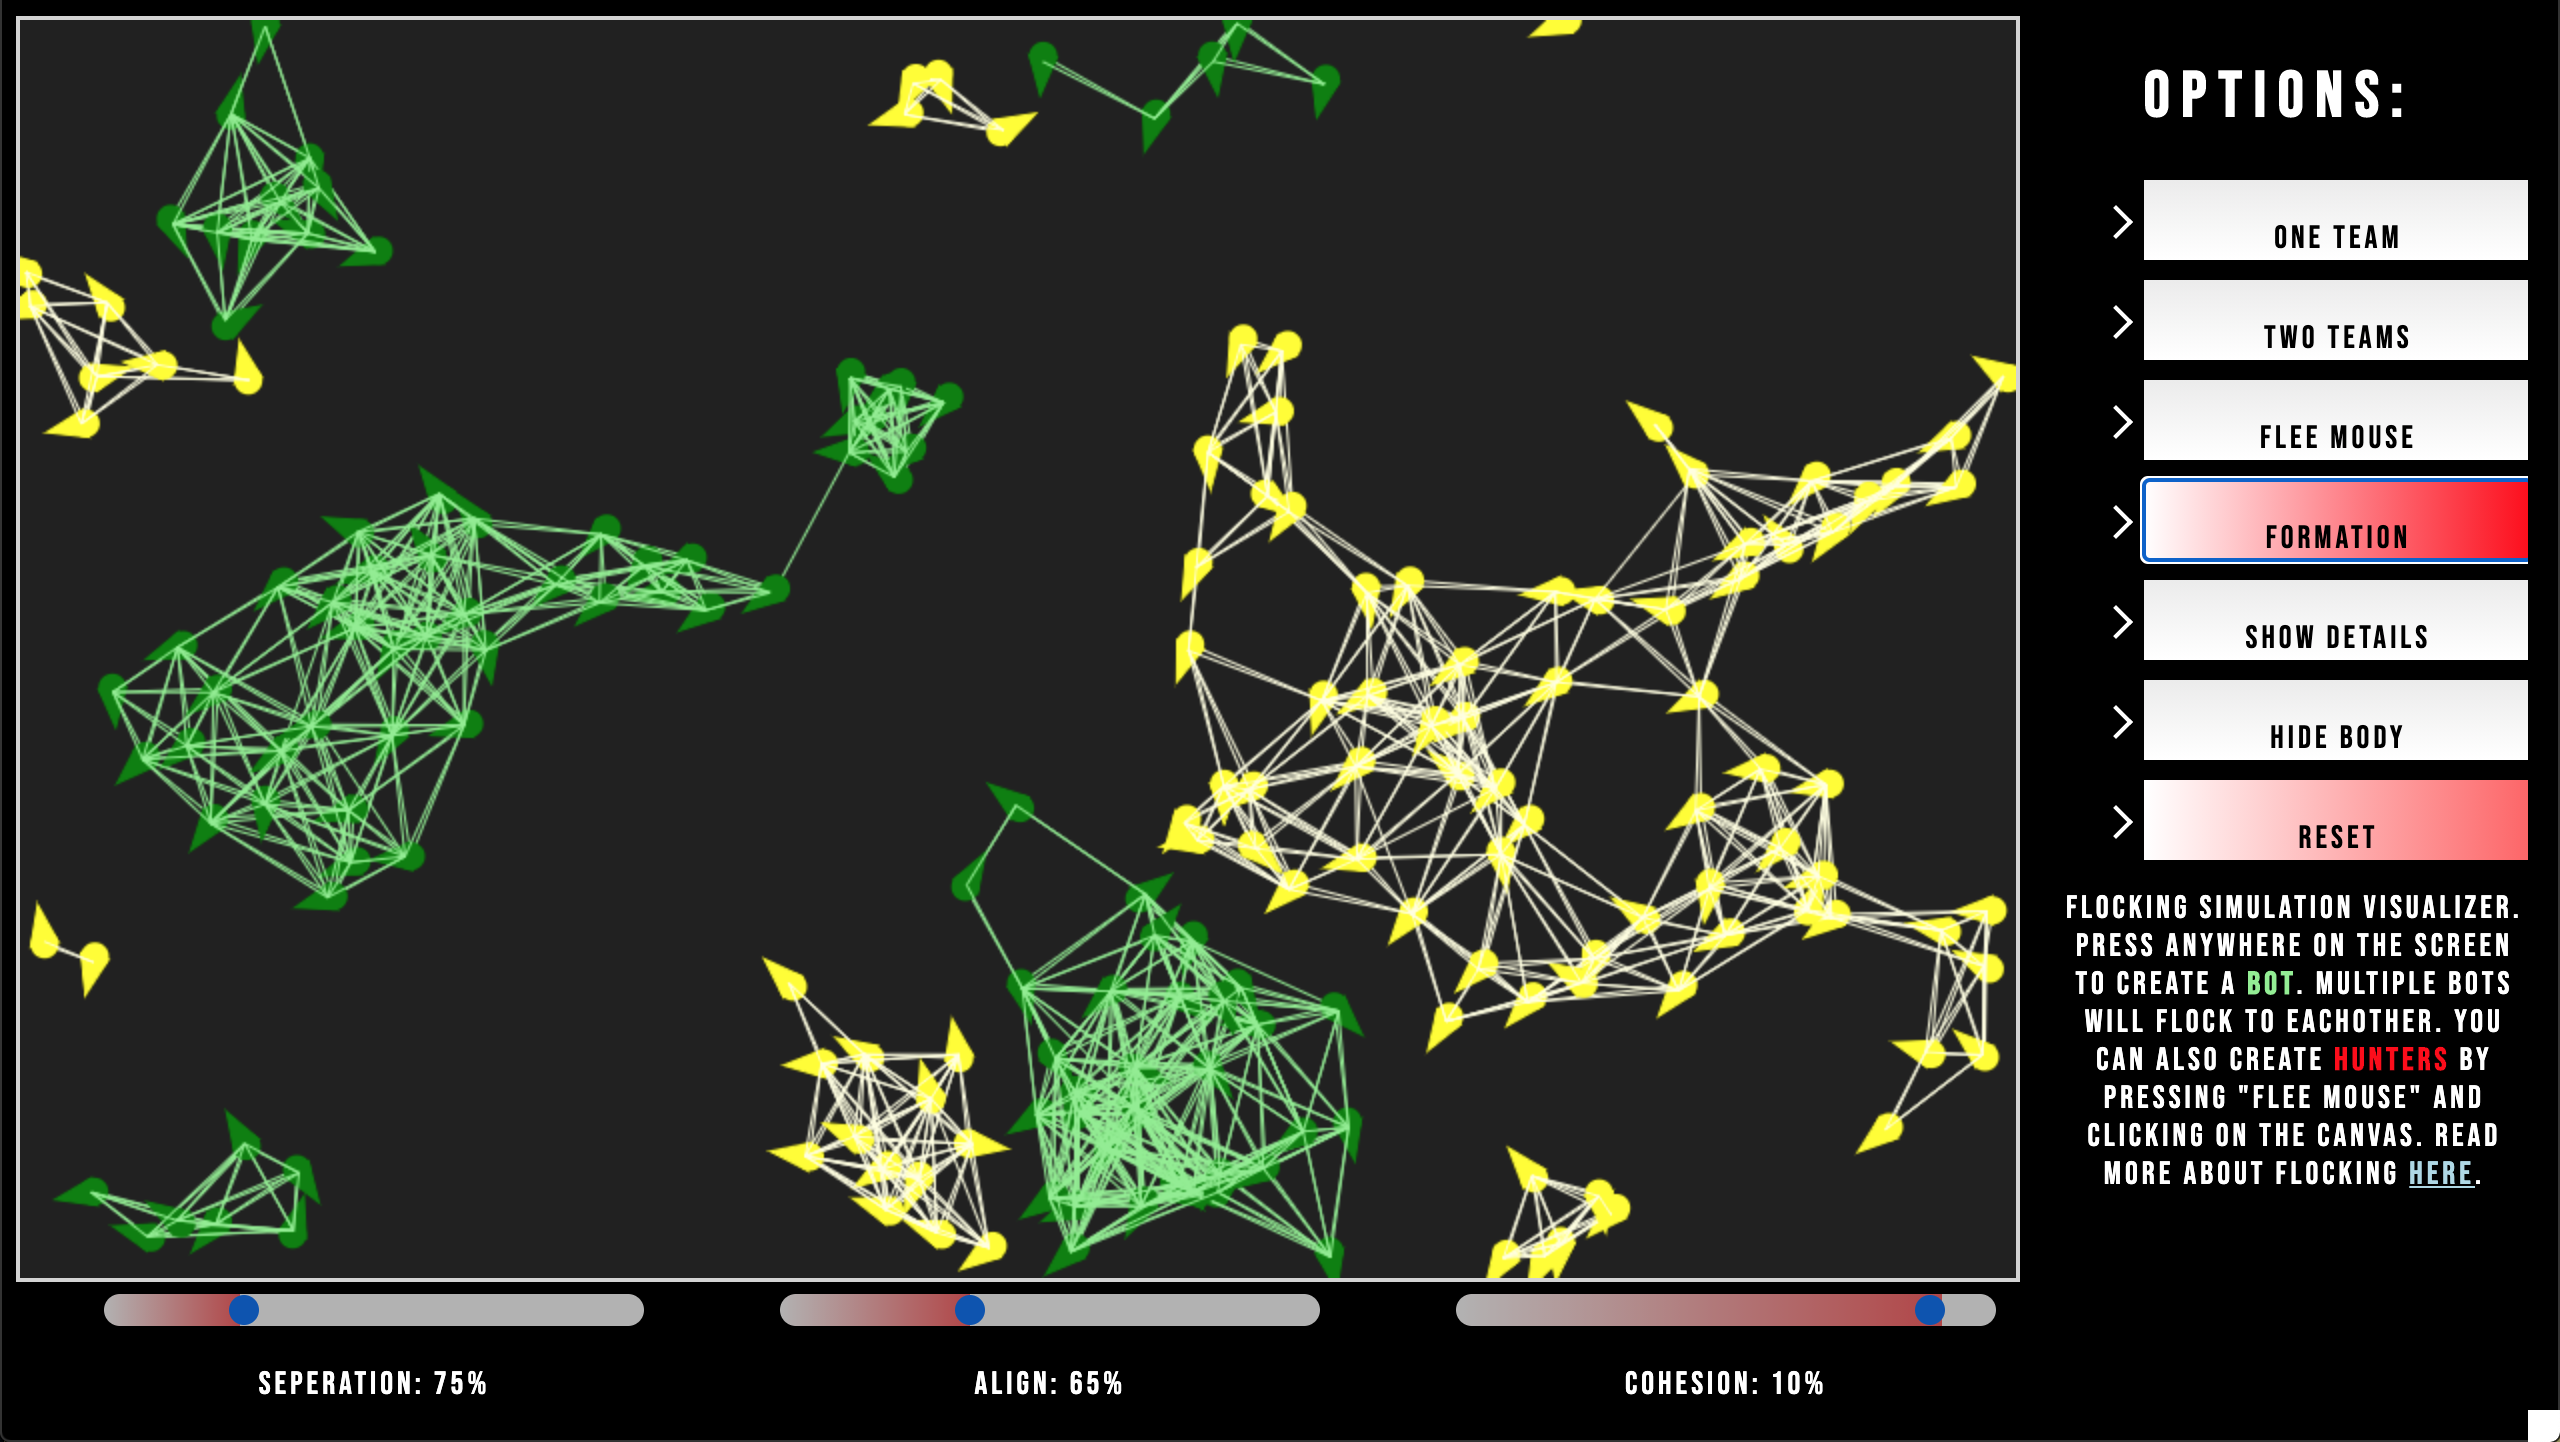 OPTIONS:
ONE TEAM
TWO TEAMS
FLEE MOUSE
FORMATION
SHOW DETAILS
HIDE BODY
RESET
FLOCKING SIMULATION VISUALIZER.
PRESS ANYWHERE ON THE SCREEN
TO CREATE A BOT. MULTIPLE BOTS
WILL FLOCK TO EACHOTHER. YOU
CAN ALSO CREATE HUNTERS BY
PRESSING "FLEE MOUSE" AND
CLICKING ON THE CANVAS. READ
MORE ABOUT FLOCKING HERE.
SEPERATION: 75%
ALIGN: 65%
COHESION: 10%